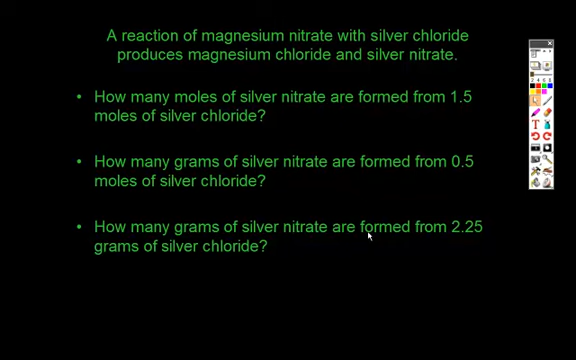 A reaction of magnesium nitrate with silver chloride
produces magnesium chloride and silver nitrate.
• How many moles of silver nitrate are formed from 1.5
moles of silver chloride?
• How many grams of silver nitrate are formed from 0.5
moles of silver chloride?
• How many grams of silver nitrate are formed from 2.25
grams of silver chloride?